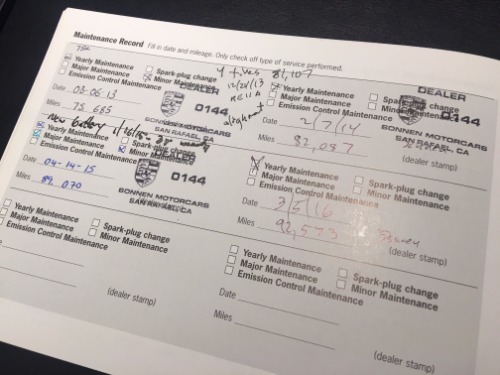 Maintenance Record Fill in date and mileage. Only check off type of service performed.
Yearly Maintenance
Major Maintenance
Emission Control Maintenance
Spark-plug change
Minor Maintenance
Date 08-06-13
Miles 75 685
DEALER
0144
BONNEN MOTORCARS
SAN RAFAEL, CA
4 tires 81,107
12/24/13
alignment
Yearly Maintenance
Major Maintenance
Emission Control Maintenance
Spark-plug change
Minor Maintenance
Date 2/7/14
Miles 82,087
DEALER
0144
BONNEN MOTORCARS
SAN RAFAEL, CA
(dealer stamp)
new battery
Yearly Maintenance
Major Maintenance
Emission Control Maintenance
Spark-plug change
Minor Maintenance
Date 04-14-15
Miles 89,070
DEALER
0144
BONNEN MOTORCARS
SAN RAFAEL, CA
Yearly Maintenance
Major Maintenance
Emission Control Maintenance
Spark-plug change
Minor Maintenance
Date 3/5/16
Miles 92,573
(dealer stamp)
Yearly Maintenance
Major Maintenance
Emission Control Maintenance
Spark-plug change
Minor Maintenance
(dealer stamp)
Yearly Maintenance
Major Maintenance
Emission Control Maintenance
Spark-plug change
Minor Maintenance
Date
Miles
(dealer stamp)